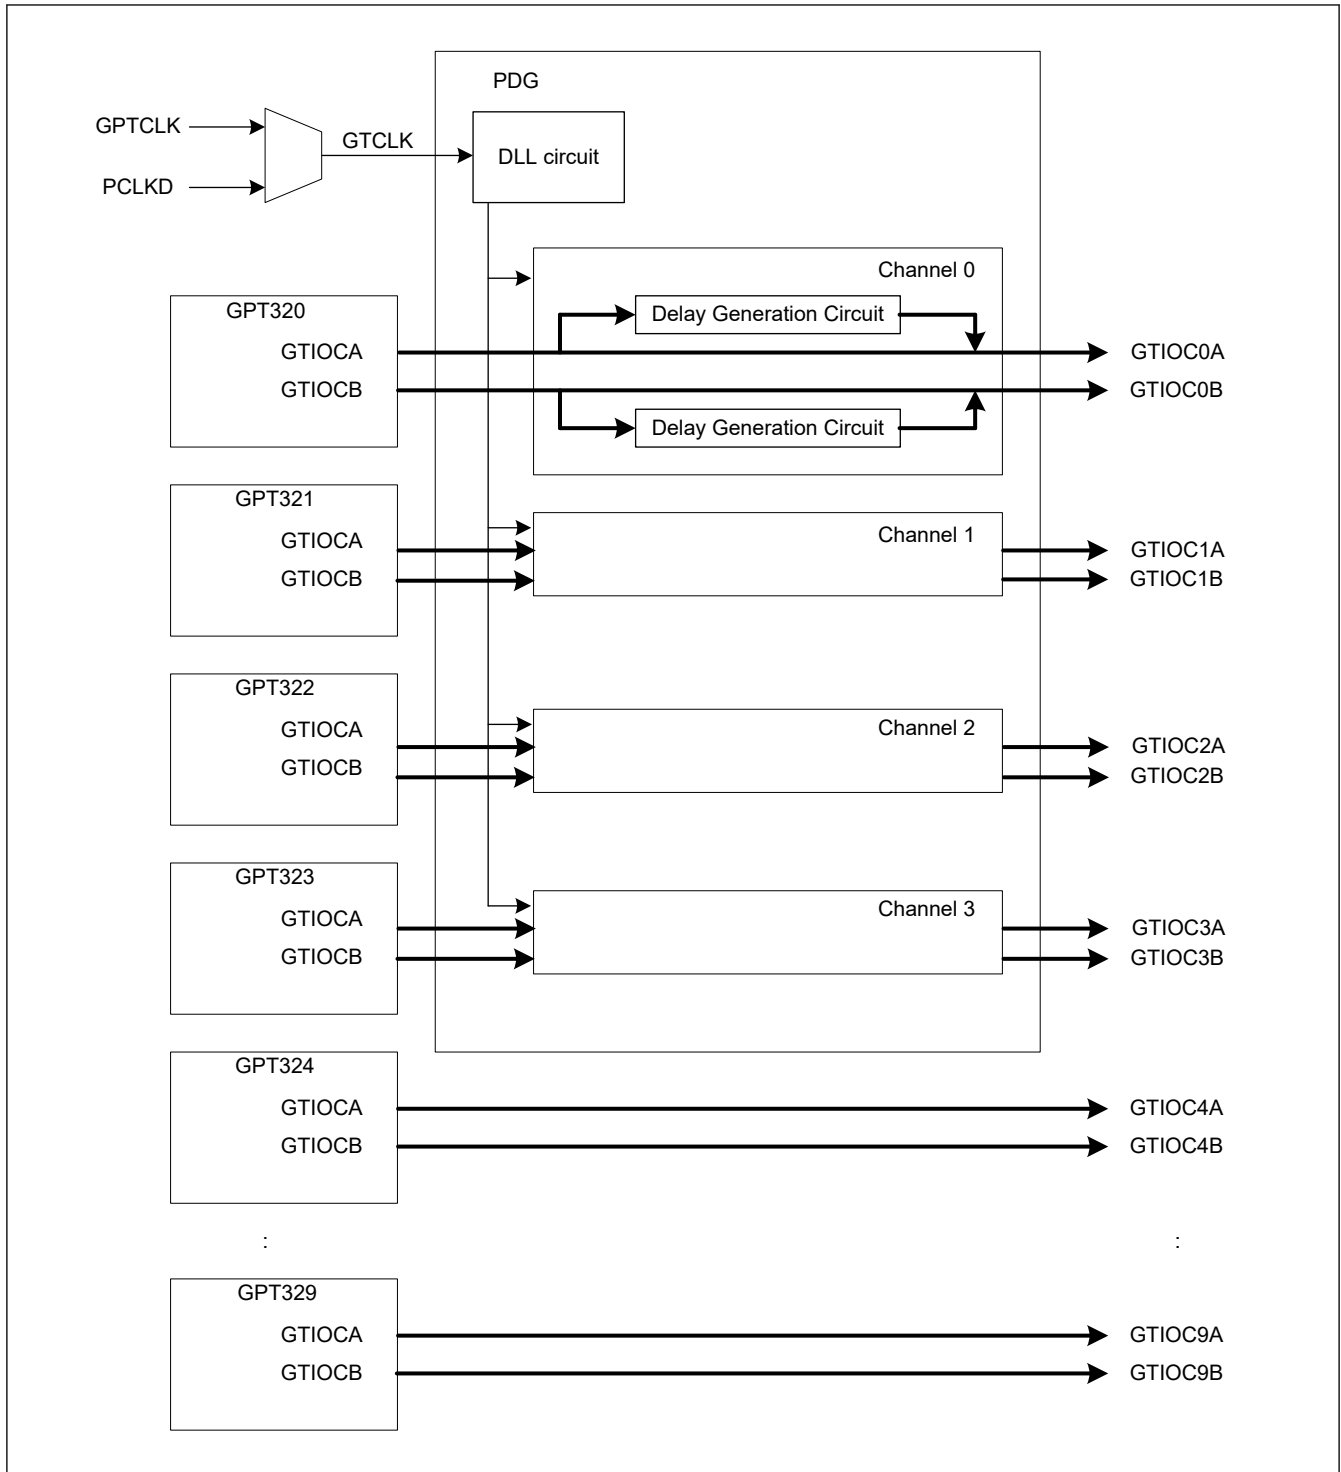 PDG
GPTCLK
GTCLK
DLL circuit
PCLKD
Channel 0
GPT320
Delay Generation Circuit
GTIOCA
GTIOC0A
GTIOCB
GTIOC0B
Delay Generation Circuit
GPT321
Channel 1
GTIOCA
GTIOC1A
GTIOCB
GTIOC1B
GPT322
Channel 2
GTIOCA
GTIOC2A
GTIOCB
GTIOC2B
GPT323
Channel 3
GTIOCA
GTIOC3A
GTIOCB
GTIOC3B
GPT324
GTIOCA
GTIOC4A
GTIOCB
GTIOC4B
:
:
GPT329
GTIOCA
GTIOC9A
GTIOCB
GTIOC9B